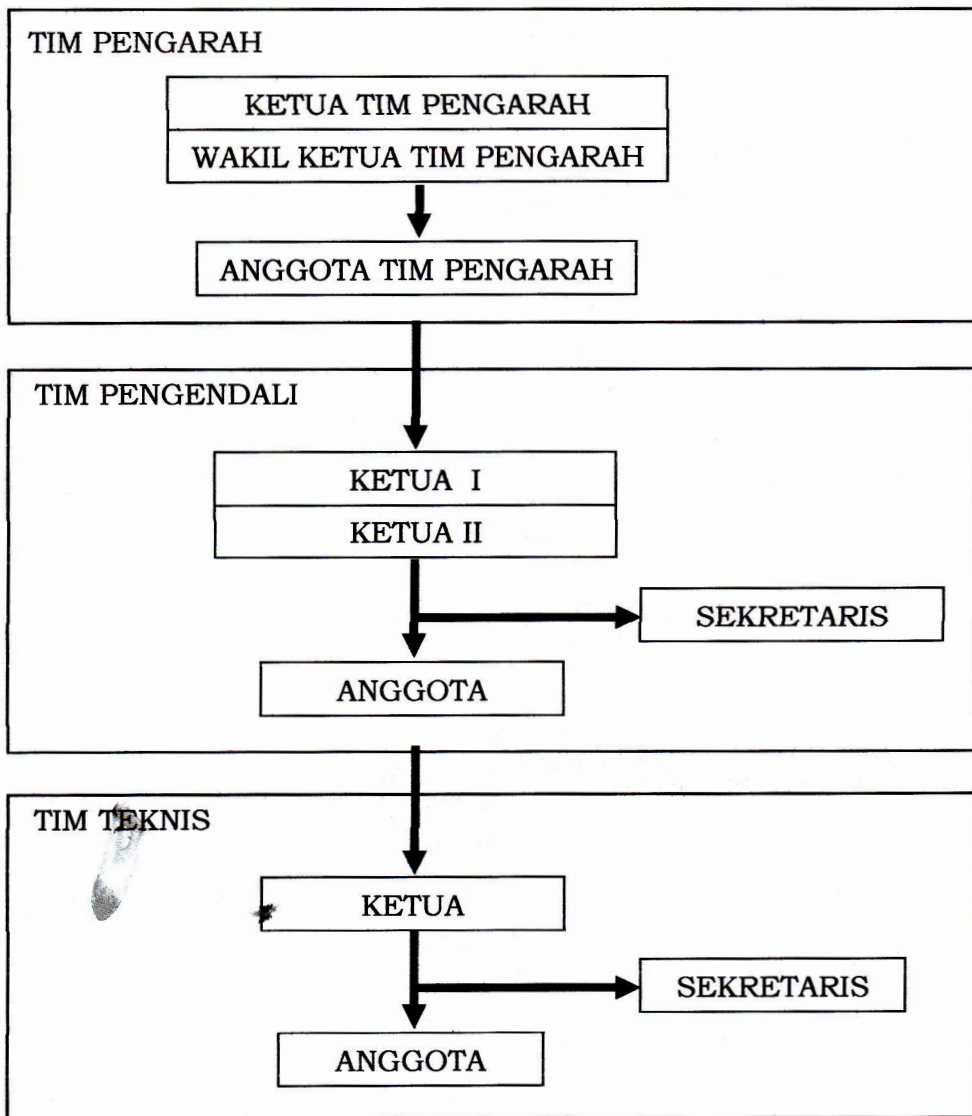 TIM PENGARAH
KETUA TIM PENGARAH
WAKIL KETUA TIM PENGARAH
ANGGOTA TIM PENGARAH
TIM PENGENDALI
KETUA I
KETUA II
SEKRETARIS
ANGGOTA
TIM TEKNIS
KETUA
SEKRETARIS
ANGGOTA